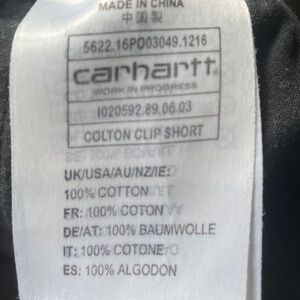 MADE IN CHINA
中国製
5622.16PO03049.1216
carhartt
WORK IN PROGRESS
I020592.89.06.03
COLTON CLIP SHORT
UK/USA/AU/NZ/IE:
100% COTTON
FR: 100% COTON
DE/AT: 100% BAUMWOLLE
IT: 100% COTONE
ES: 100% ALGODON